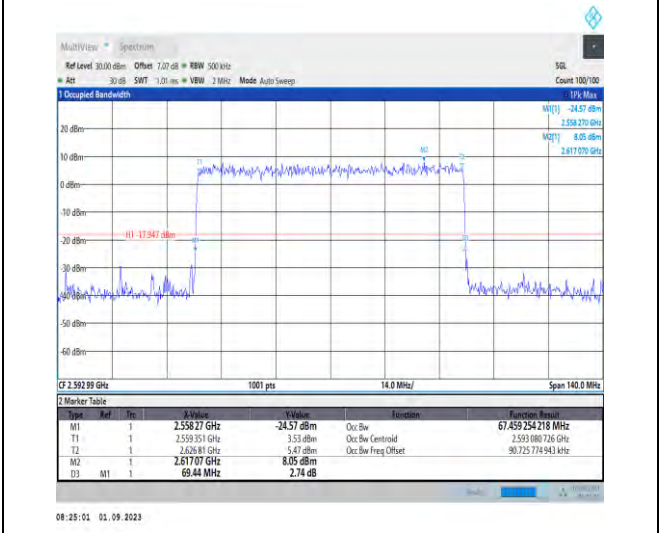 MultiView Spectrum
Ref Level 30.00 dBm Offset 7.07 dB RBW 500 kHz SGL
Att 30 dB SWT 1.01 ms VBW 2 MHz Mode Auto Sweep Count 100/100
1 Occupied Bandwidth 1Pk Max
M1[1] -24.57 dBm
2.558 270 GHz
20 dBm
M2[1] 8.05 dBm
2.617 070 GHz
M2
10 dBm
T1
0 dBm
-10 dBm
H1 -17.947 dBm
-20 dBm
-30 dBm
-40 dBm
-50 dBm
-60 dBm
CF 2.592 99 GHz 1001 pts 14.0 MHz/ Span 140.0 MHz
2 Marker Table
Type Ref Trc X-Value Y-Value Function Function Result
M1 1 2.558 27 GHz -24.57 dBm Occ Bw 67.459 254 218 MHz
T1 1 2.559 351 GHz 3.53 dBm Occ Bw Centroid 2.593 080 726 GHz
T2 1 2.626 81 GHz 5.47 dBm Occ Bw Freq Offset 90.725 774 943 kHz
M2 1 2.617 07 GHz 8.05 dBm
D3 M1 1 69.44 MHz 2.74 dB
08:25:01 01.09.2023